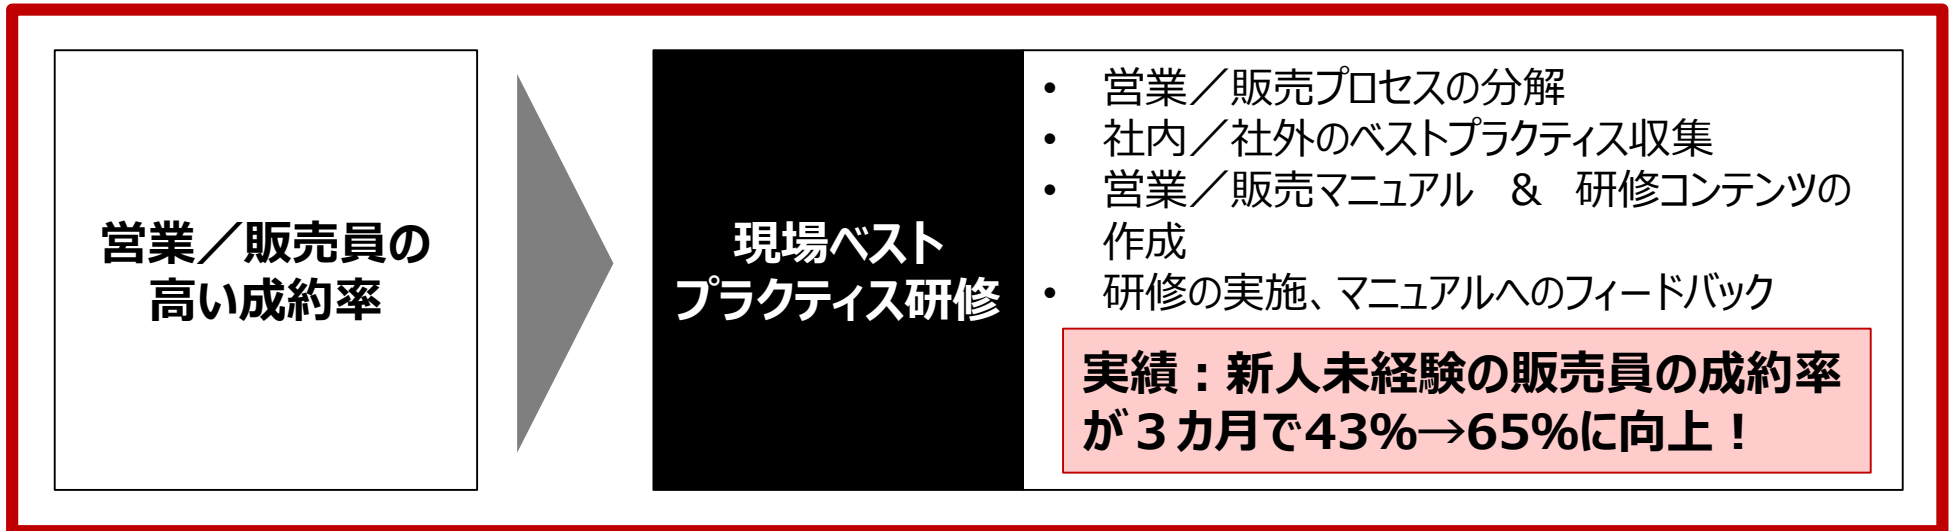 営業／販売員の
高い成約率
現場ベスト
プラクティス研修
• 営業／販売プロセスの分解
• 社内／社外のベストプラクティス収集
• 営業／販売マニュアル　&　研修コンテンツの
作成
• 研修の実施、マニュアルへのフィードバック
実績：新人未経験の販売員の成約率
が３カ月で43%→65%に向上！